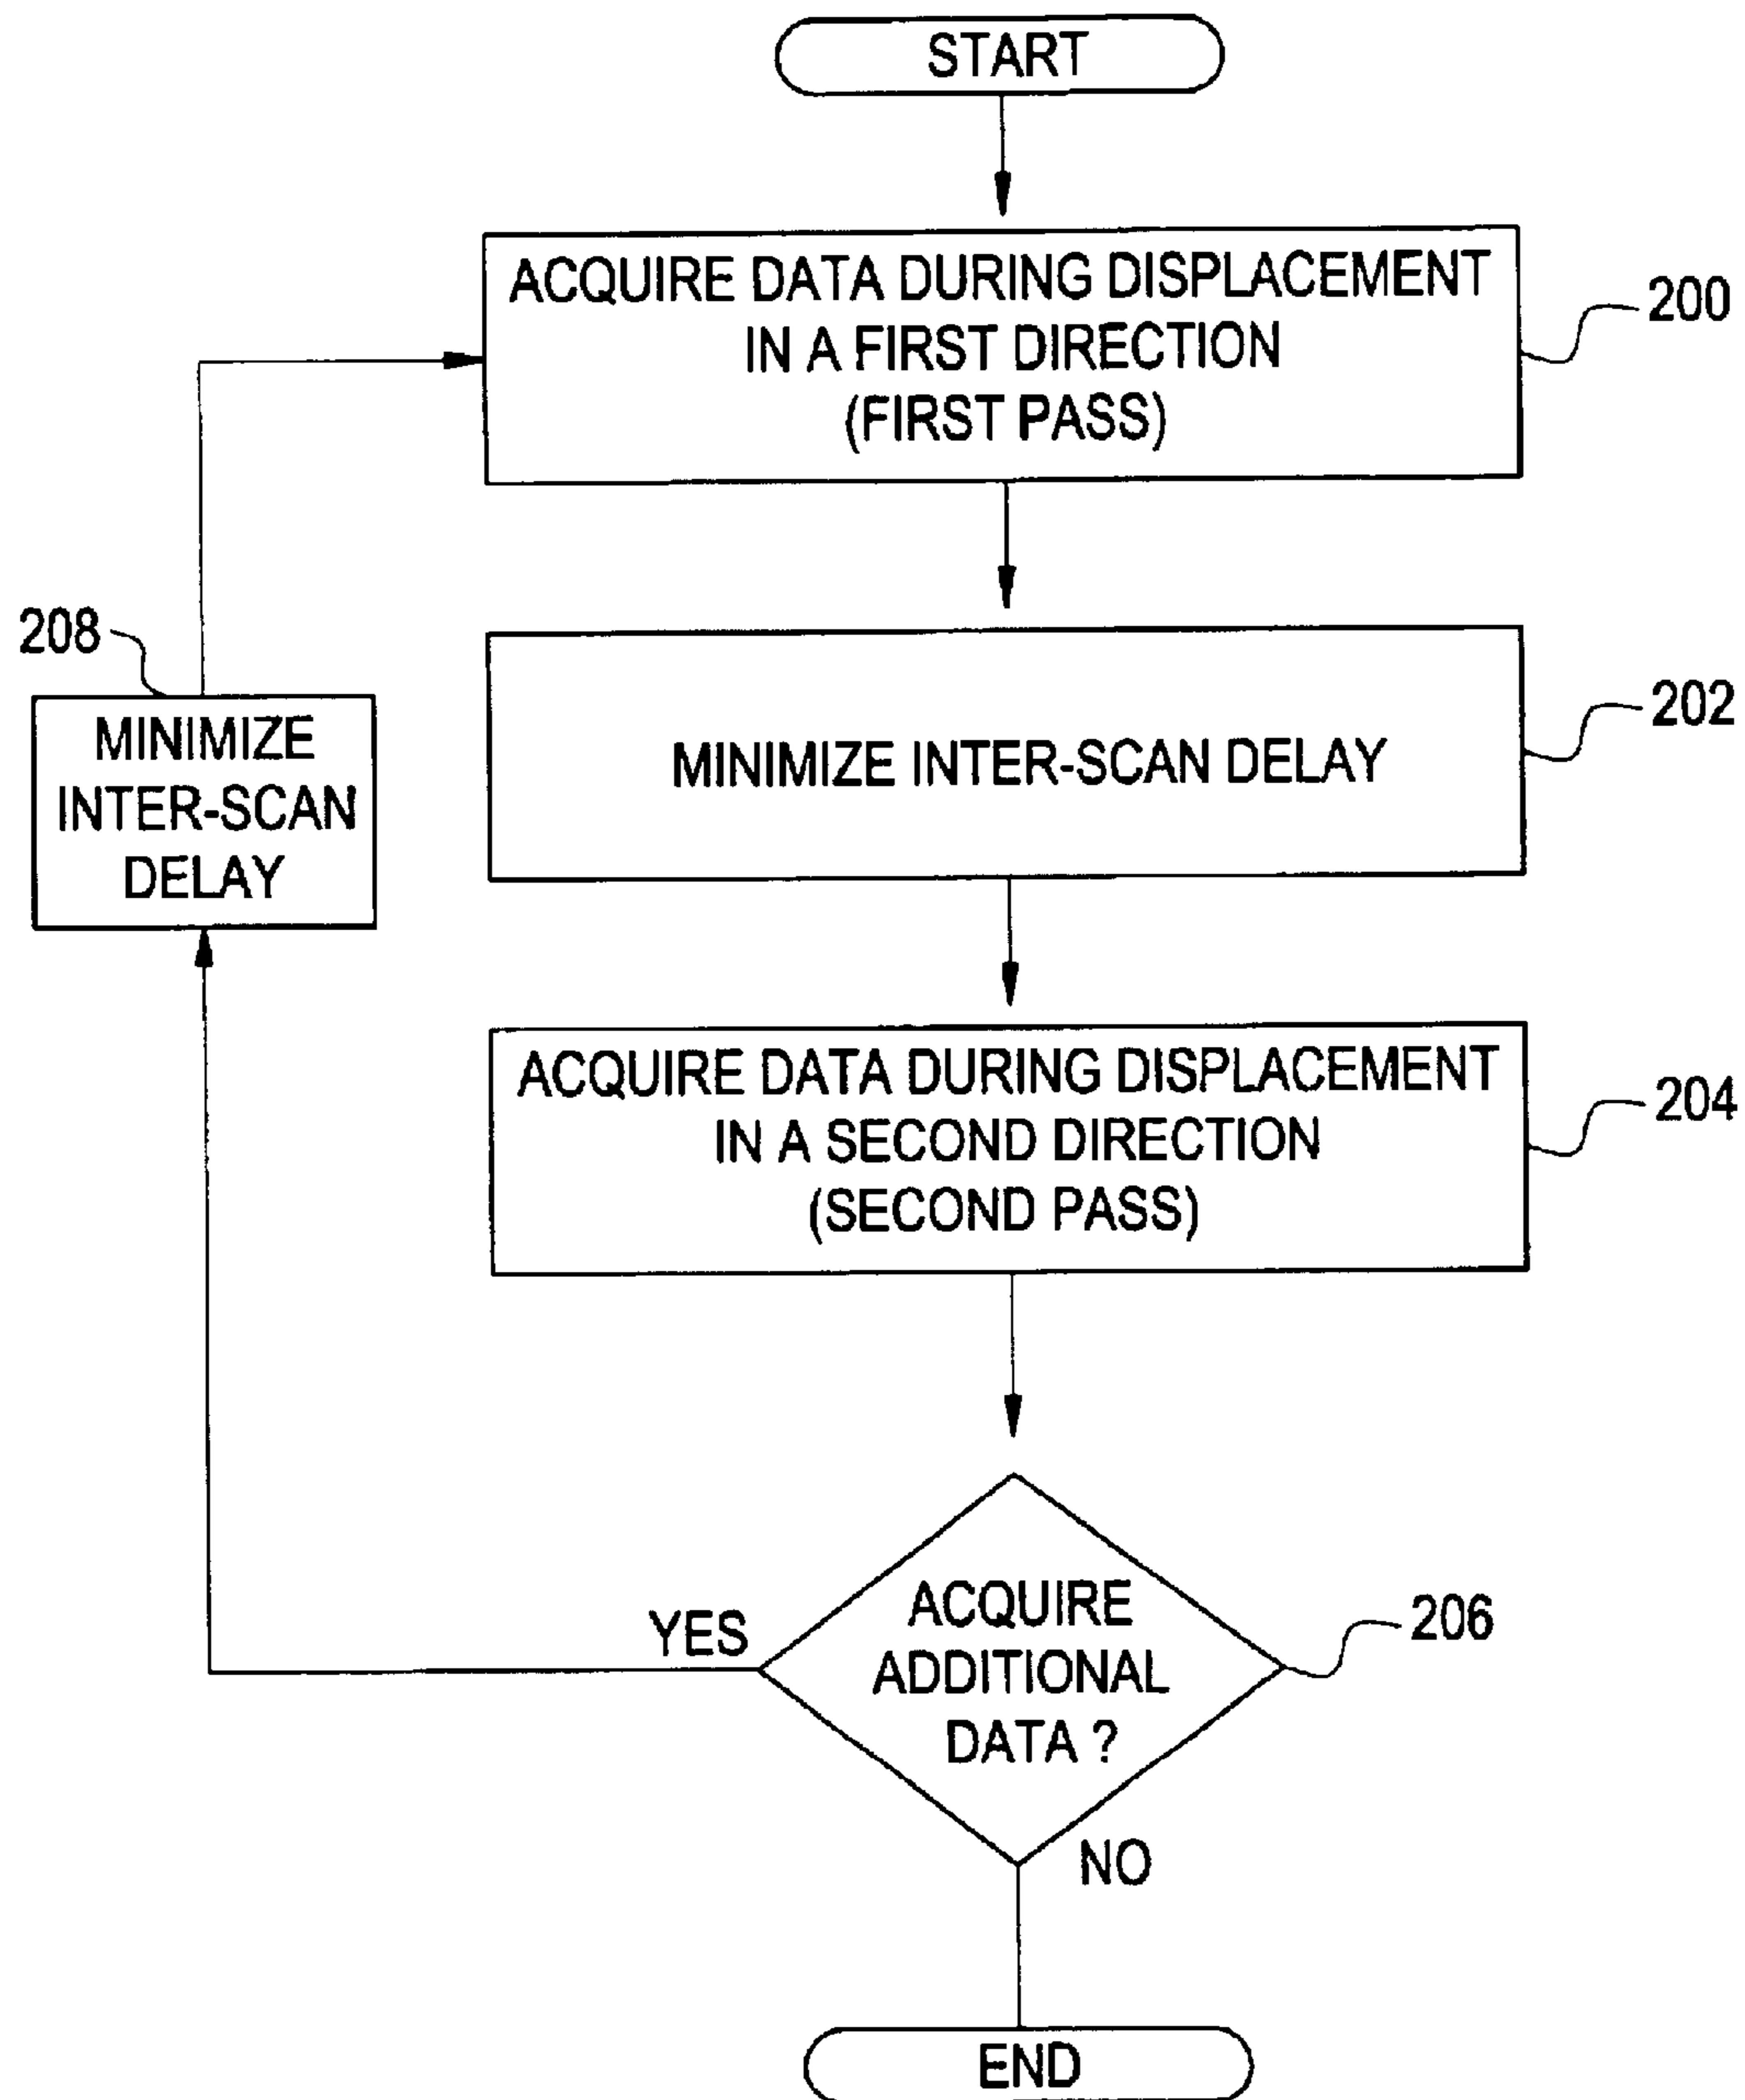 START
ACQUIRE DATA DURING DISPLACEMENT
IN A FIRST DIRECTION
(FIRST PASS)
200
208
MINIMIZE
INTER-SCAN
DELAY
MINIMIZE INTER-SCAN DELAY
202
ACQUIRE DATA DURING DISPLACEMENT
IN A SECOND DIRECTION
(SECOND PASS)
204
YES
ACQUIRE
ADDITIONAL
DATA ?
206
NO
END